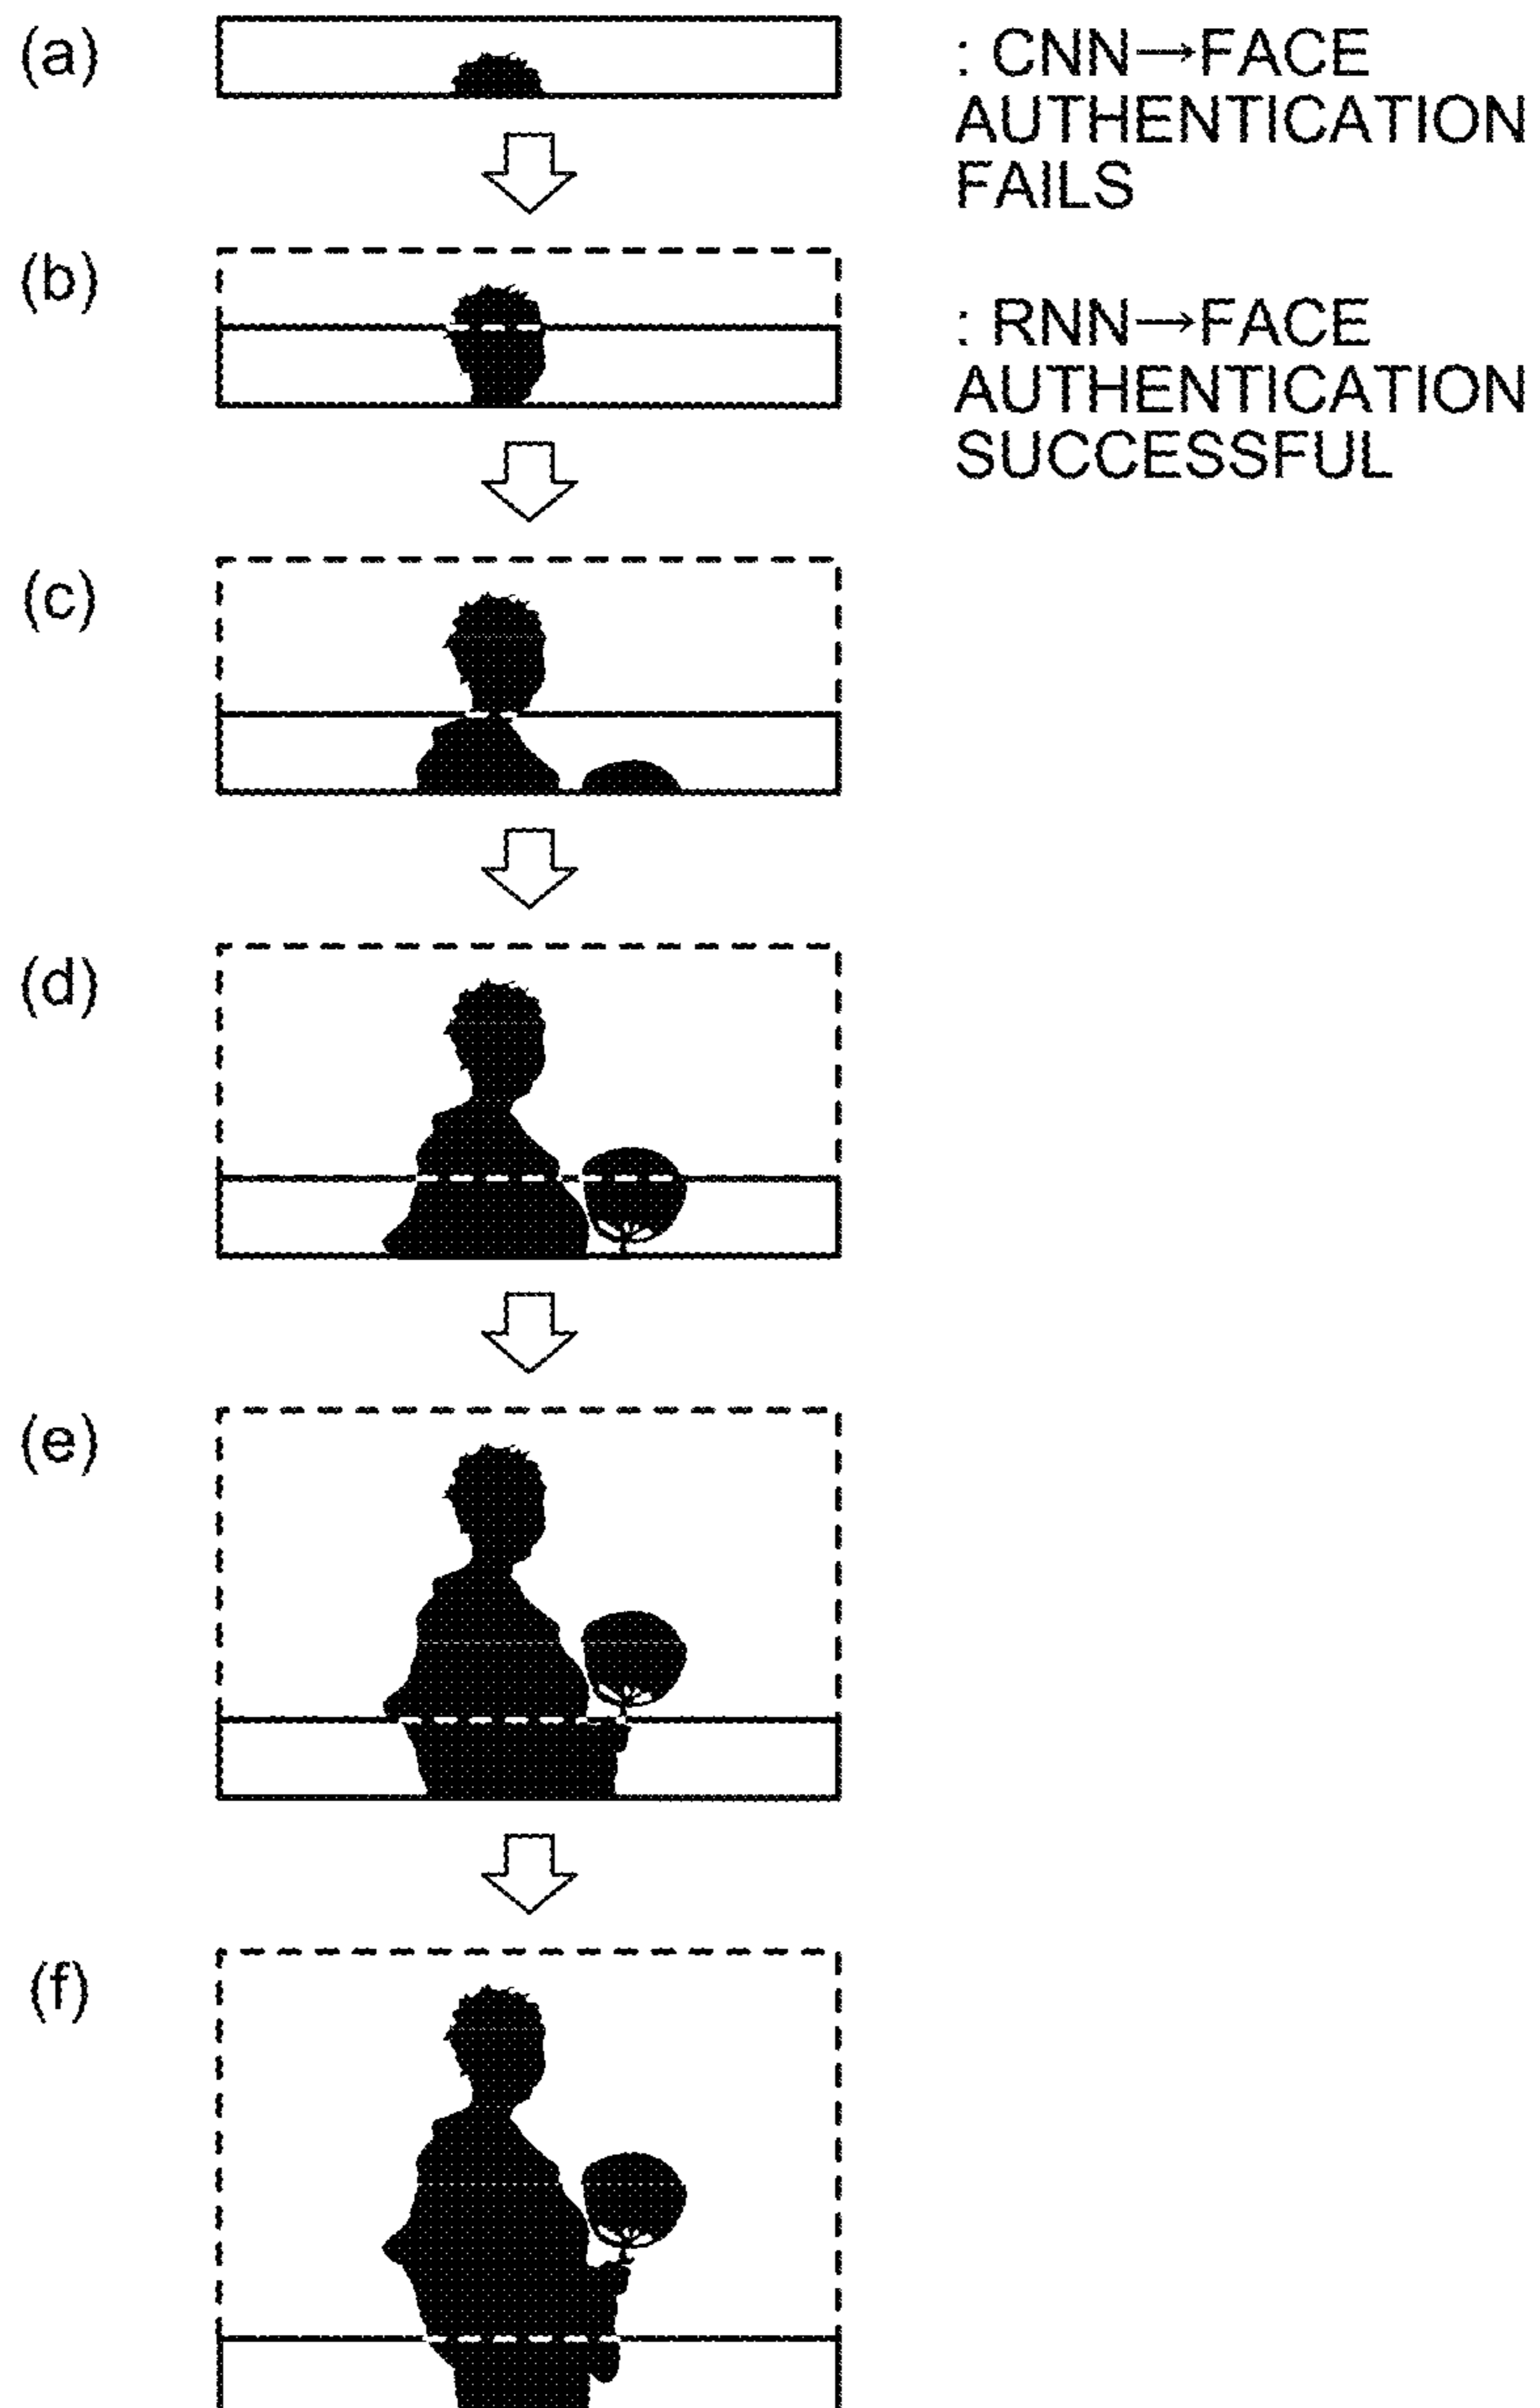 (a)
: CNN→FACE
AUTHENTICATION
FAILS
(b)
: RNN→FACE
AUTHENTICATION
SUCCESSFUL
(c)
(d)
(e)
(f)